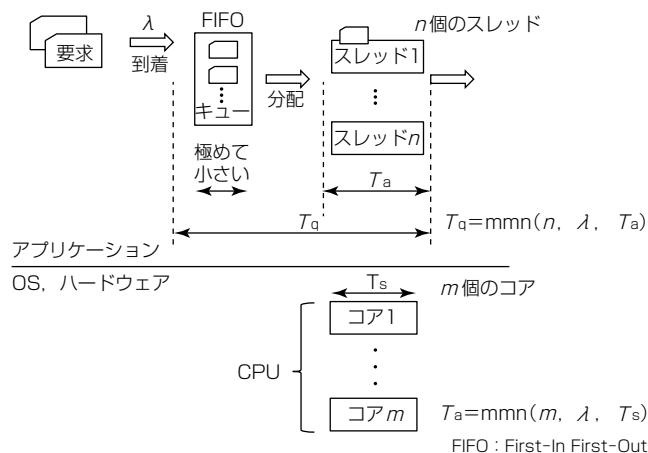 要求
λ
到着
FIFO
キュー
分配
n個のスレッド
スレッド1
スレッドn
極めて
小さい
Ta
Tq
Tq=mmn(n, λ, Ta)
アプリケーション
OS, ハードウェア
Ts
m個のコア
コア1
CPU
コアm
Ta=mmn(m, λ, Ts)
FIFO：First-In First-Out